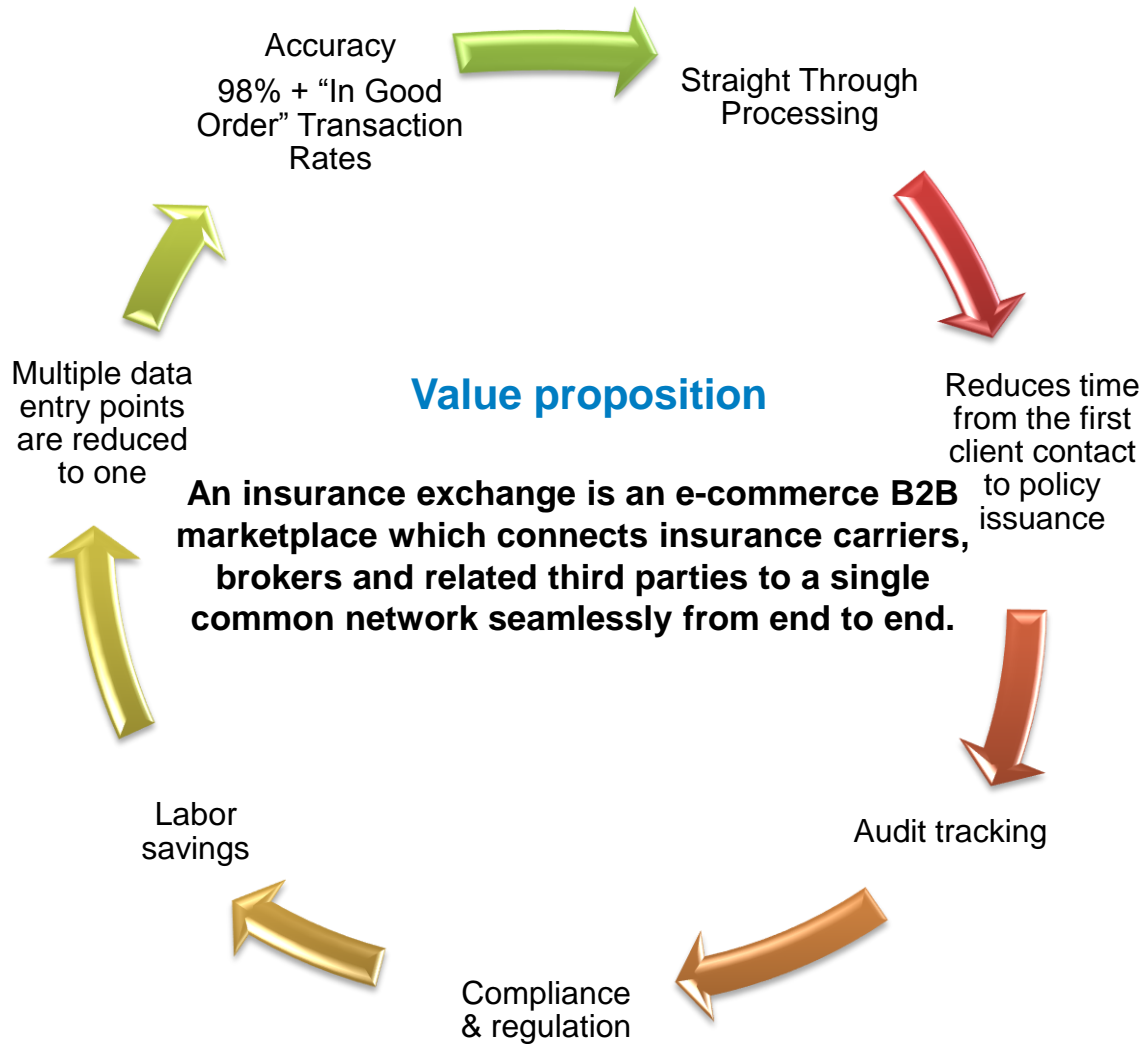 Accuracy
98% + “In Good
Order” Transaction
Rates
Straight Through
Processing
Reduces time
from the first
client contact
to policy
issuance
Audit tracking
Compliance
& regulation
Labor
savings
Multiple data
entry points
are reduced
to one
Value proposition
An insurance exchange is an e-commerce B2B
marketplace which connects insurance carriers,
brokers and related third parties to a single
common network seamlessly from end to end.